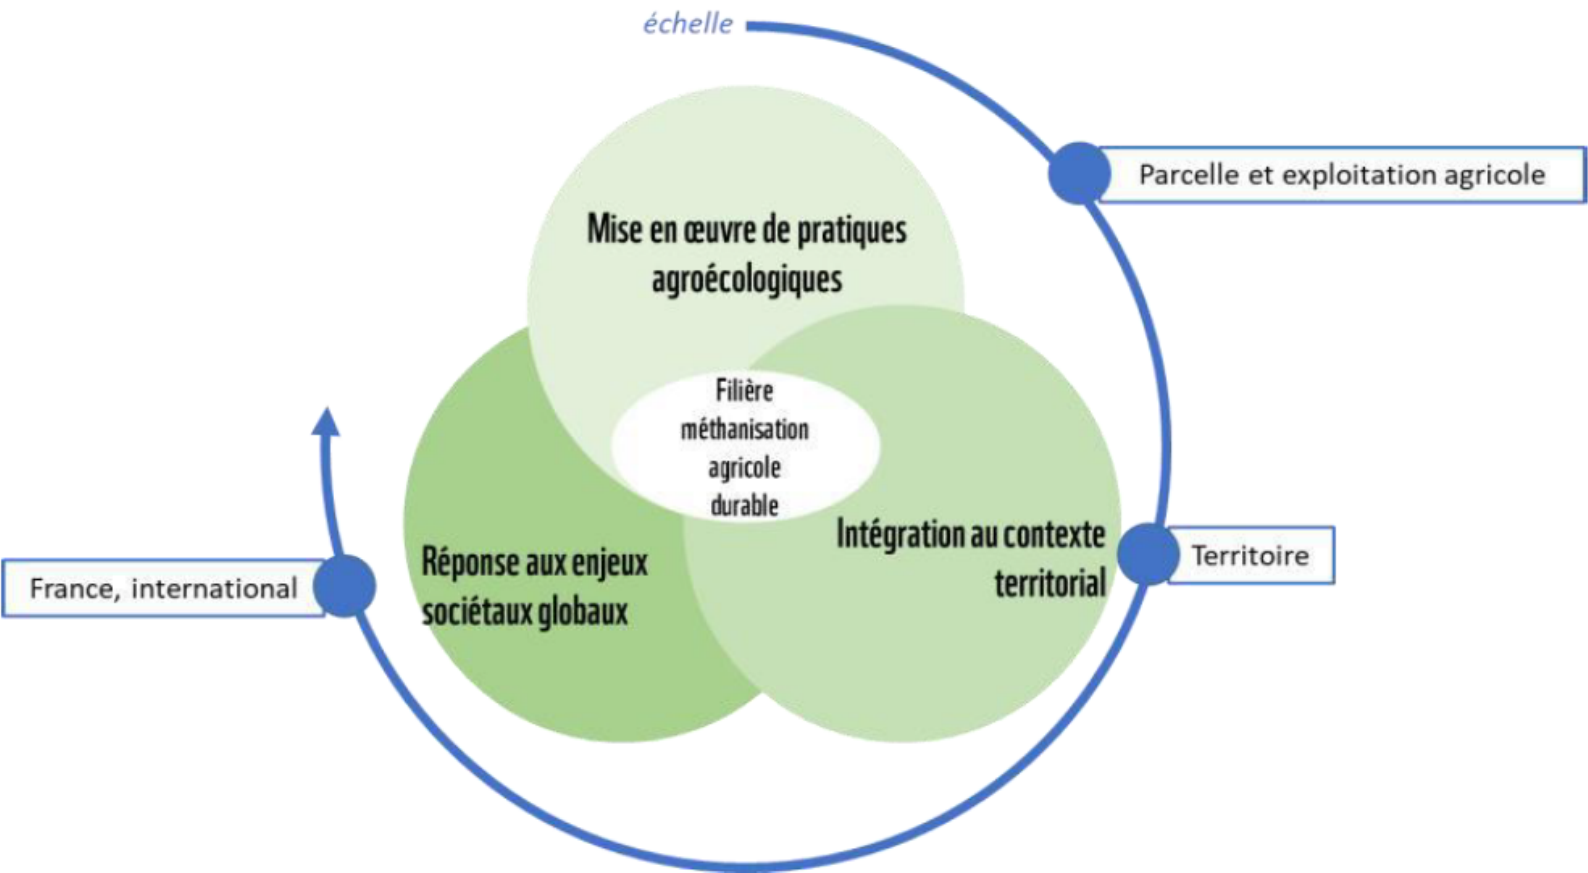 échelle
Parcelle et exploitation agricole
Mise en œuvre de pratiques
agroécologiques
Filière
méthanisation
agricole
durable
Intégration au contexte
territorial
Territoire
Réponse aux enjeux
sociétaux globaux
France, international